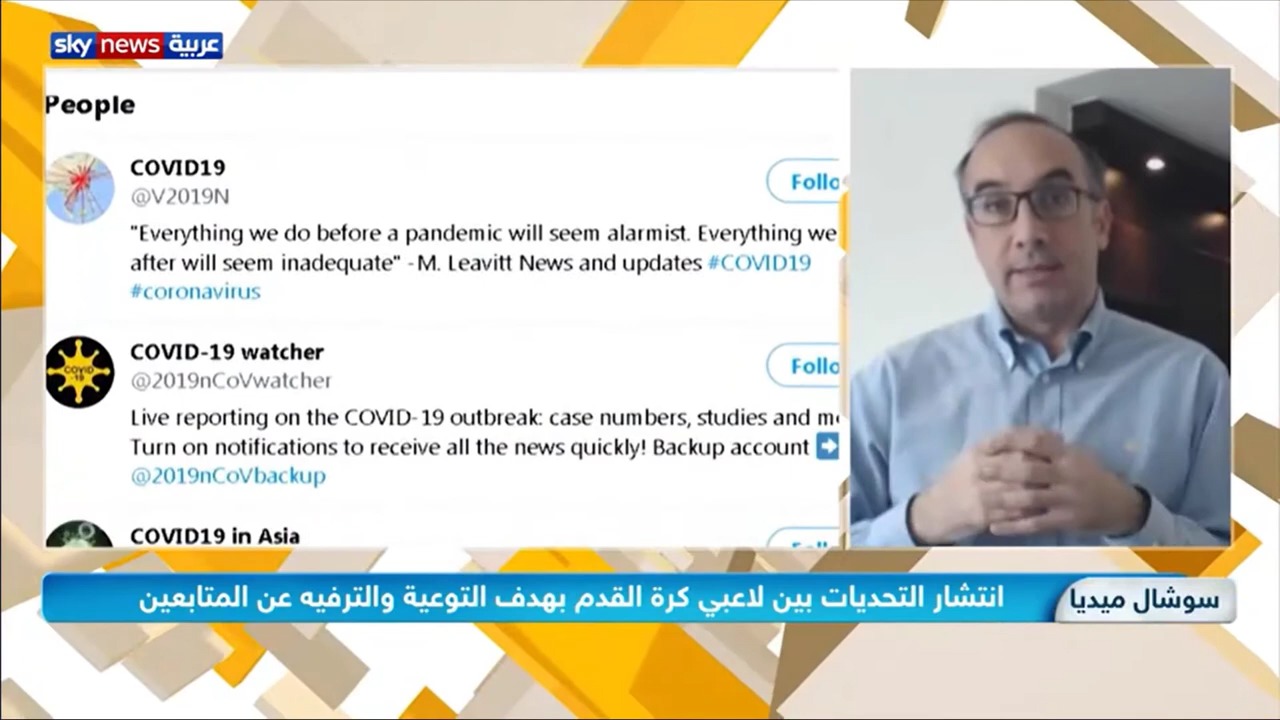 sky news عربية
People
COVID19
@V2019N
Follo
"Everything we do before a pandemic will seem alarmist. Everything we
after will seem inadequate" -M. Leavitt News and updates #COVID19
#coronavirus
COVID-19 watcher
@2019nCoVwatcher
Follo
COVID -19
Live reporting on the COVID-19 outbreak: case numbers, studies and m
Turn on notifications to receive all the news quickly! Backup account
@2019nCoVbackup
COVID19 in Asia
سوشال ميديا
انتشار التحديات بين لاعبي كرة القدم بهدف التوعية والترفيه عن المتابعين